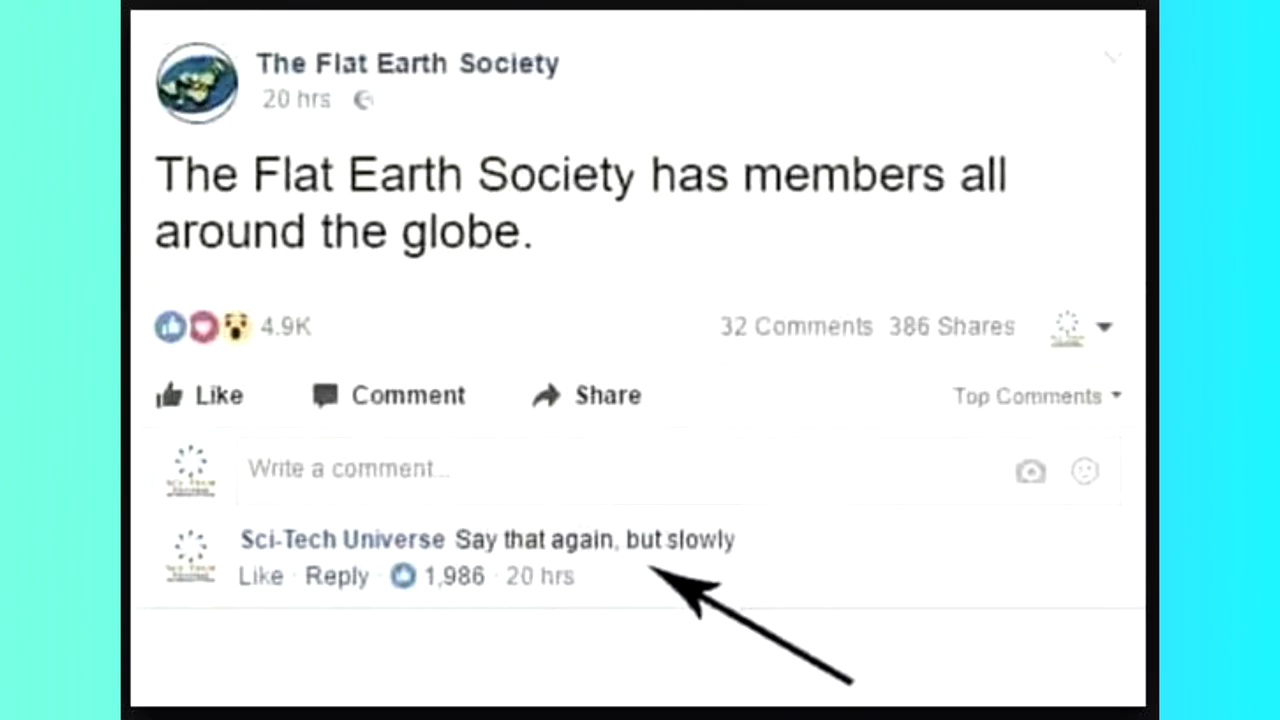 The Flat Earth Society
20 hrs
The Flat Earth Society has members all
around the globe.
4.9K
32 Comments 386 Shares
Like Comment Share
Top Comments
Write a comment...
Sci-Tech Universe Say that again, but slowly
Like · Reply · 1,986 · 20 hrs